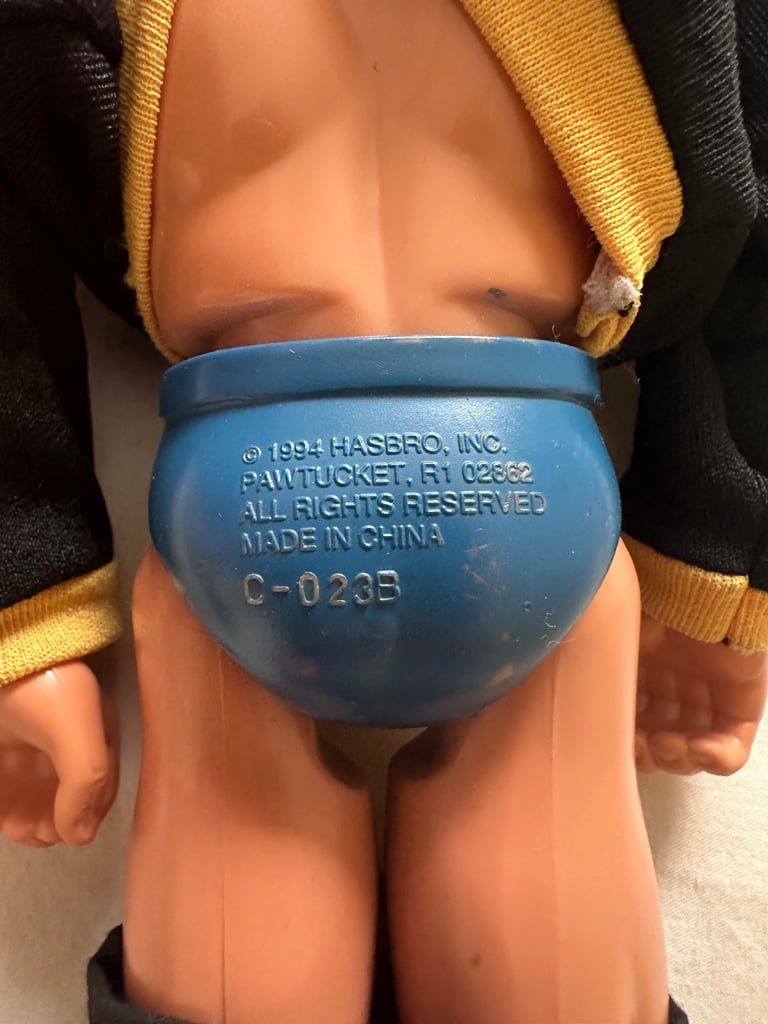 © 1994 HASBRO, INC.
PAWTUCKET, R1 02862
ALL RIGHTS RESERVED
MADE IN CHINA
C-023B